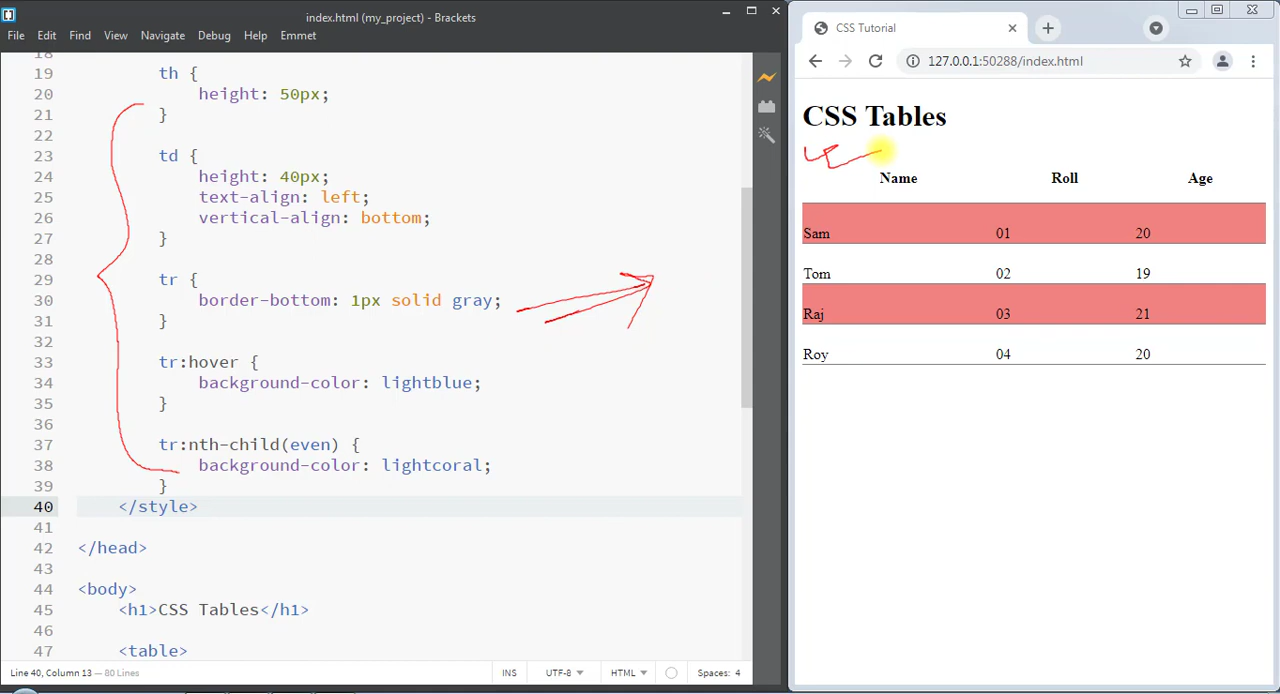 index.html (my_project) - Brackets
File Edit Find View Navigate Debug Help Emmet
18
19 th {
20 height: 50px;
21 }
22
23 td {
24 height: 40px;
25 text-align: left;
26 vertical-align: bottom;
27 }
28
29 tr {
30 border-bottom: 1px solid gray;
31 }
32
33 tr:hover {
34 background-color: lightblue;
35 }
36
37 tr:nth-child(even) {
38 background-color: lightcoral;
39 }
40 </style>
41
42 </head>
43
44 <body>
45 <h1>CSS Tables</h1>
46
47 <table>
Line 40, Column 13 — 80 Lines INS UTF-8 HTML Spaces: 4
CSS Tutorial
127.0.0.1:50288/index.html
CSS Tables
Name Roll Age
Sam 01 20
Tom 02 19
Raj 03 21
Roy 04 20